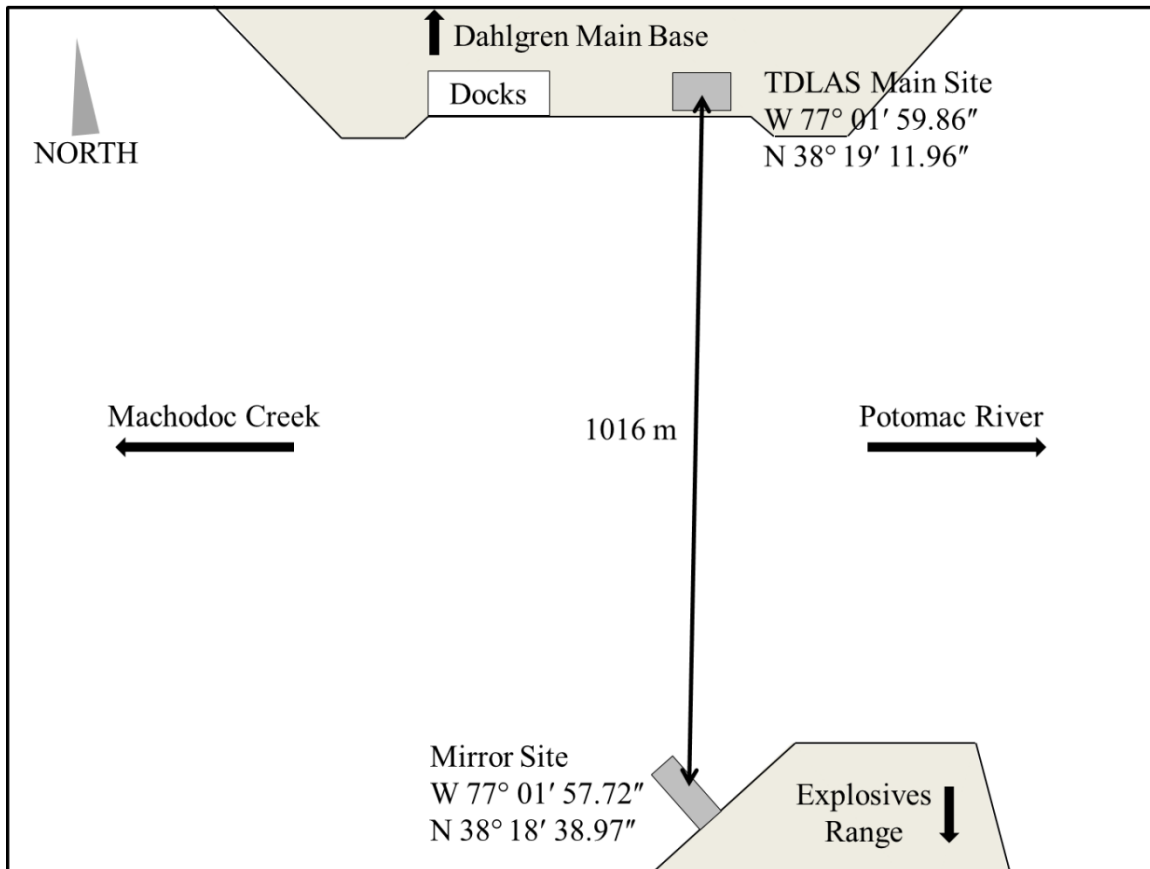 Dahlgren Main Base
Docks
TDLAS Main Site
W 77° 01′ 59.86″
N 38° 19′ 11.96″
NORTH
Machodoc Creek
1016 m
Potomac River
Mirror Site
W 77° 01′ 57.72″
N 38° 18′ 38.97″
Explosives
Range